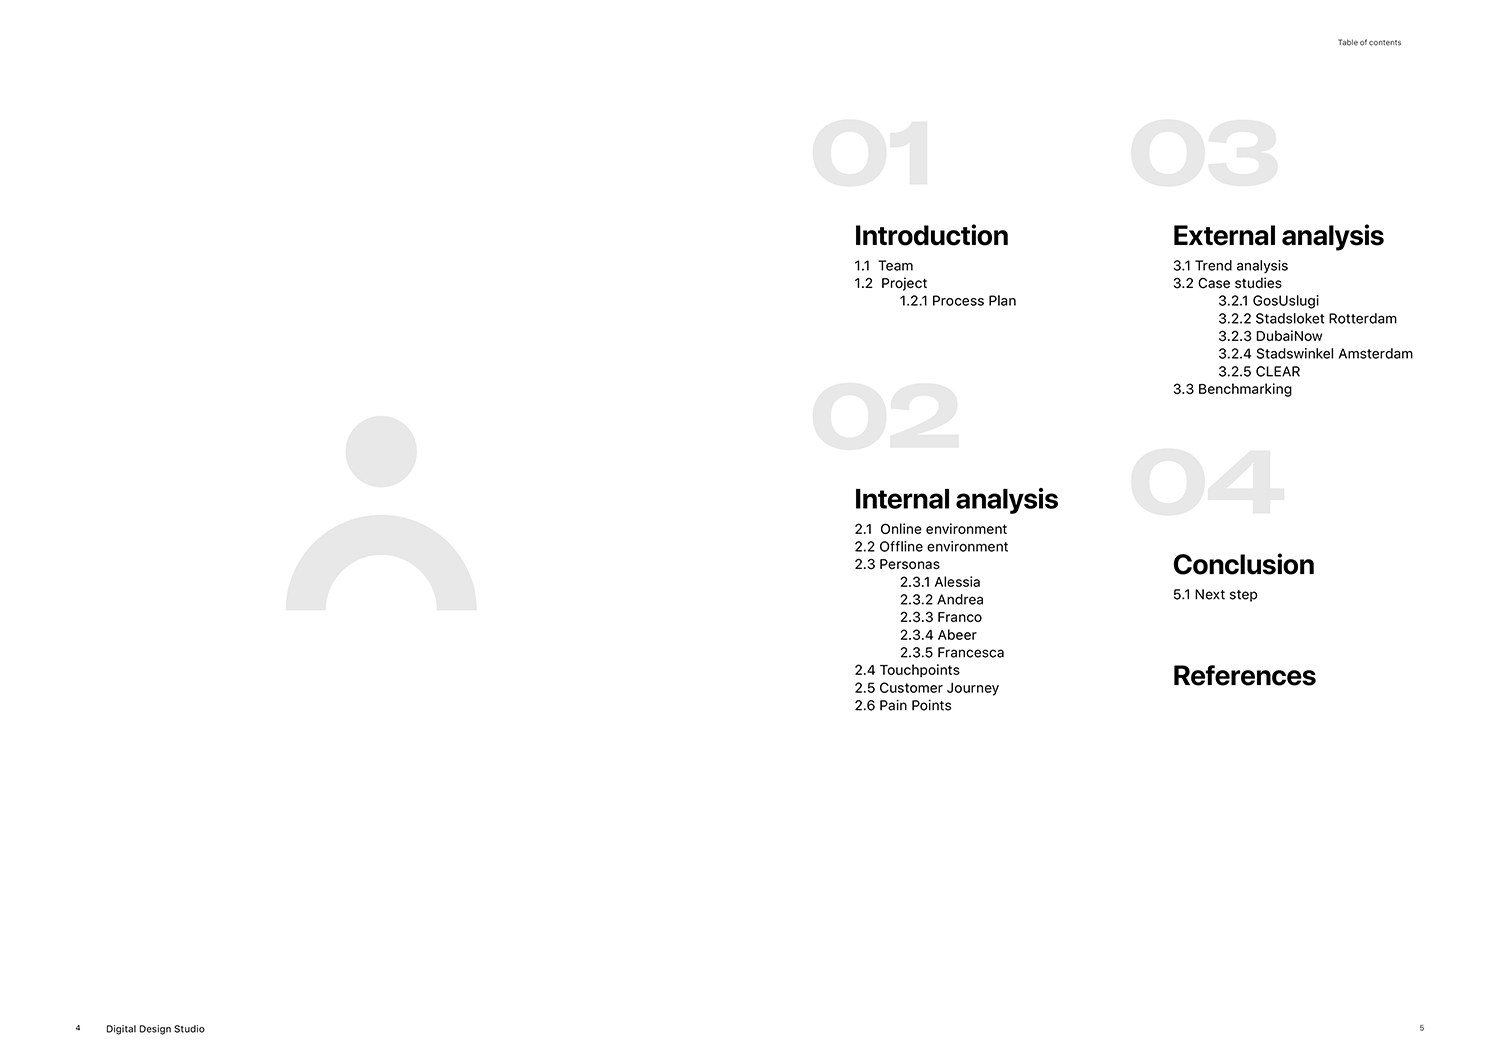 Table of contents
01
Introduction
1.1 Team
1.2 Project
1.2.1 Process Plan
02
Internal analysis
2.1 Online environment
2.2 Offline environment
2.3 Personas
2.3.1 Alessia
2.3.2 Andrea
2.3.3 Franco
2.3.4 Abeer
2.3.5 Francesca
2.4 Touchpoints
2.5 Customer Journey
2.6 Pain Points
03
External analysis
3.1 Trend analysis
3.2 Case studies
3.2.1 GosUslugi
3.2.2 Stadsloket Rotterdam
3.2.3 DubaiNow
3.2.4 Stadswinkel Amsterdam
3.2.5 CLEAR
3.3 Benchmarking
04
Conclusion
5.1 Next step
References
4 Digital Design Studio
5